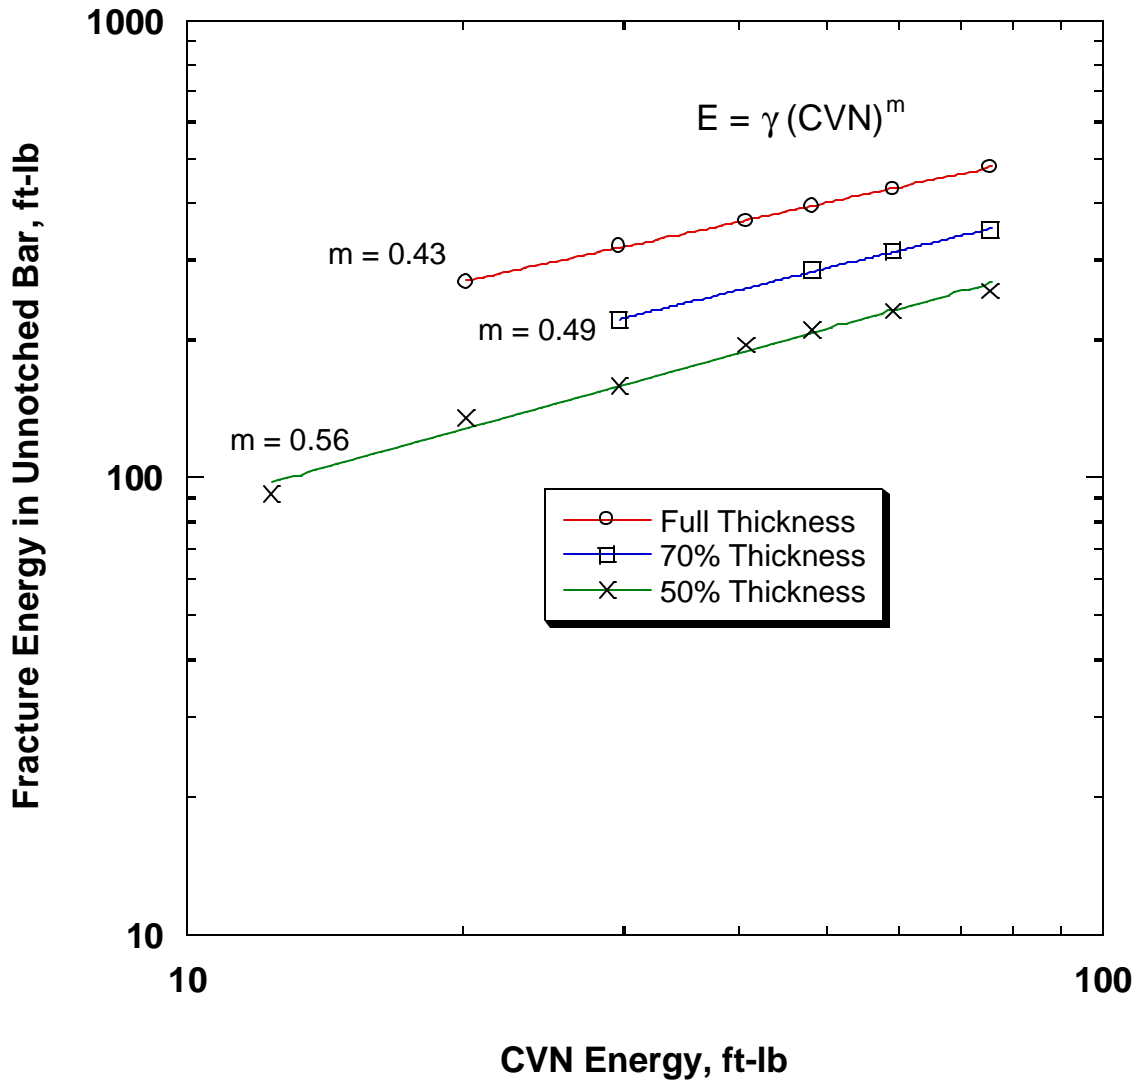 1000
E = γ (CVN)^m
m = 0.43
m = 0.49
m = 0.56
100
Full Thickness
70% Thickness
50% Thickness
10
10
100
CVN Energy, ft-lb
Fracture Energy in Unnotched Bar, ft-lb